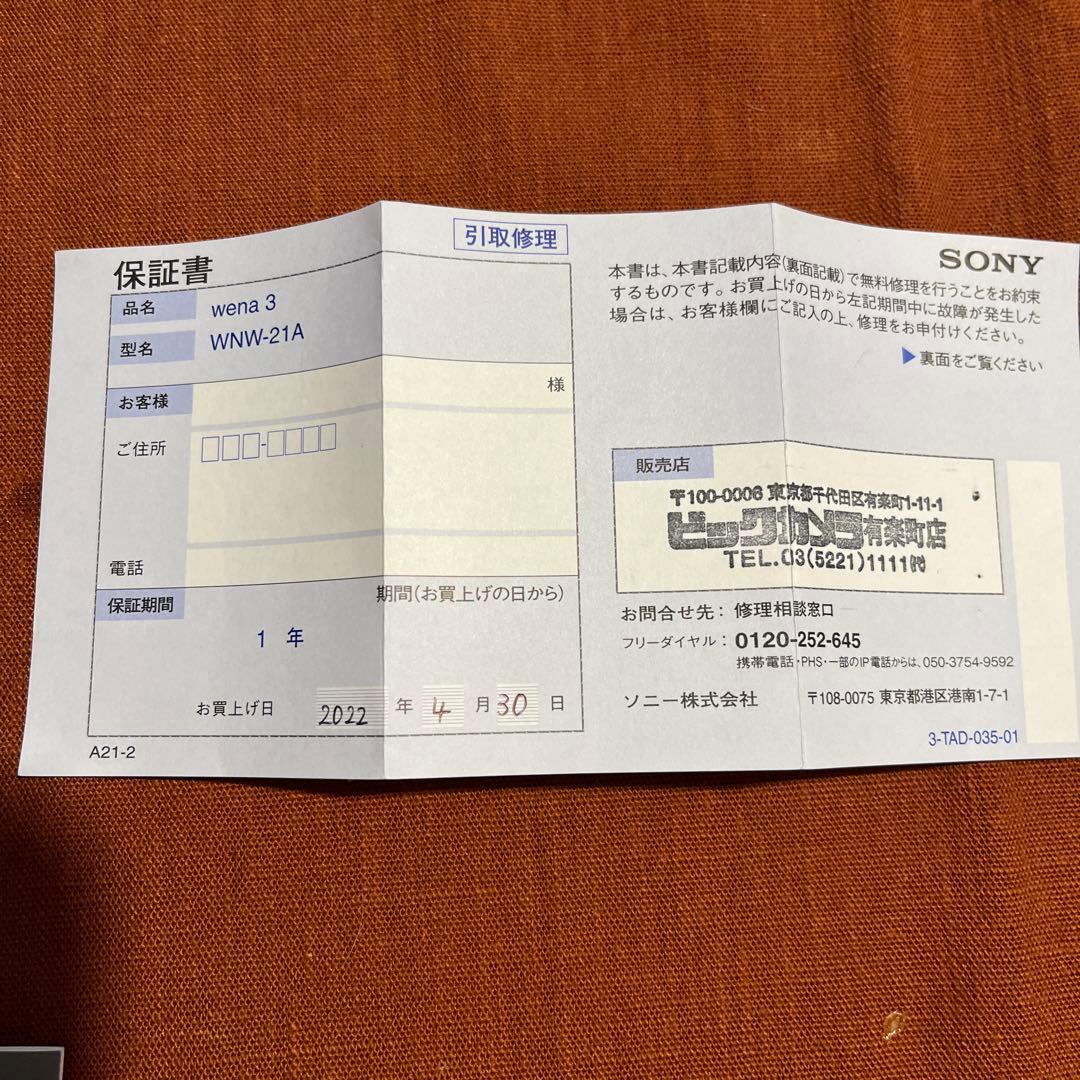 保証書
引取修理
品名 wena 3
型名 WNW-21A
お客様 様
ご住所 □□□-□□□□
電話
保証期間 期間(お買上げの日から)
1 年
お買上げ日 2022 年 4 月 30 日
A21-2
SONY
本書は、本書記載内容(裏面記載)で無料修理を行うことをお約束
するものです。お買上げの日から左記期間中に故障が発生した
場合は、お客様欄にご記入の上、修理をお申付けください。
▶裏面をご覧ください
販売店
〒100-0006 東京都千代田区有楽町1-11-1
ビックカメラ有楽町店
TEL.03(5221)1111㈹
お問合せ先:修理相談窓口
フリーダイヤル:0120-252-645
携帯電話・PHS・一部のIP電話からは、050-3754-9592
ソニー株式会社 〒108-0075 東京都港区港南1-7-1
3-TAD-035-01